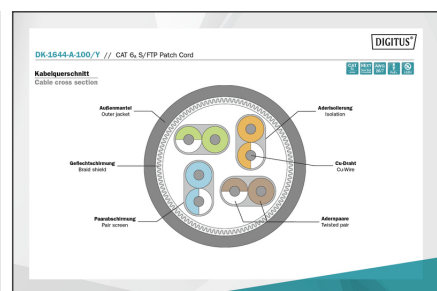 DIGITUS®
DK-1644-A-100/Y // CAT 6A S/FTP Patch Cord
Kabelquerschnitt
Cable cross section
Außenmantel
Outer jacket
Aderisolierung
Isolation
Geflechtschirmung
Braid shield
Cu-Draht
Cu-Wire
Paarabschirmung
Pair screen
Adernpaare
Twisted pair